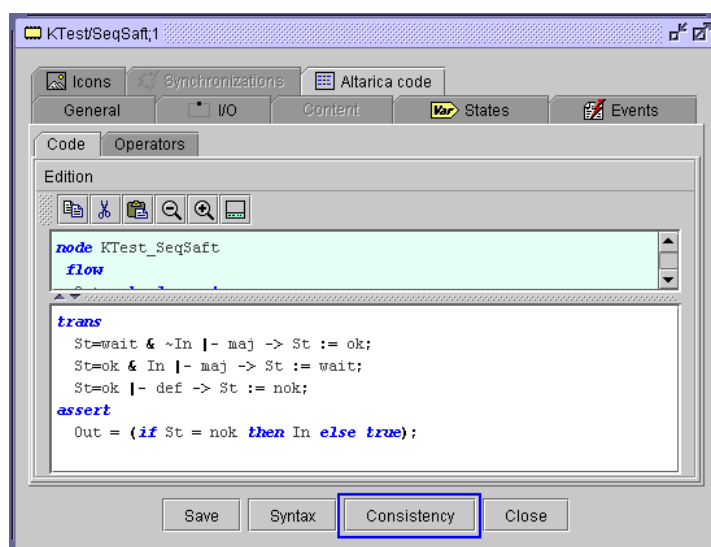 KTest/SeqSaft;1
Icons Synchronizations Altarica code
General I/O Content Var States Events
Code Operators
Edition
node KTest_SeqSaft
flow
trans
St=wait & ~In |- maj -> St := ok;
St=ok & In |- maj -> St := wait;
St=ok |- def -> St := nok;
assert
Out = (if St = nok then In else true);
Save Syntax Consistency Close